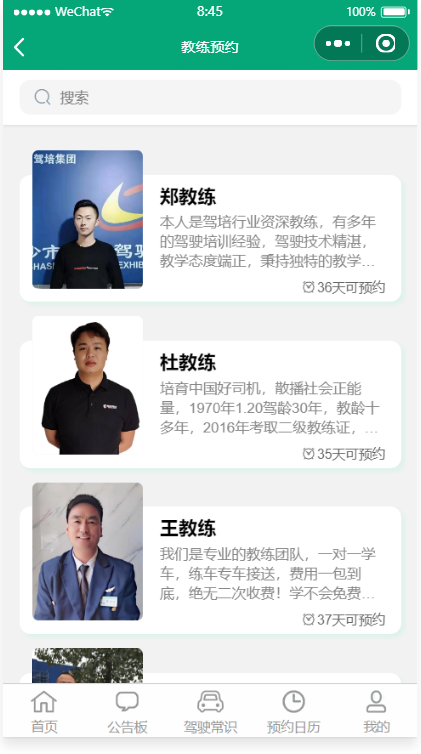 WeChat 8:45 100%
教练预约
搜索
驾培集团
郑教练
本人是驾培行业资深教练，有多年
的驾驶培训经验，驾驶技术精湛，
教学态度端正，秉持独特的教学...
36天可预约
杜教练
培育中国好司机，散播社会正能
量，1970年1.20驾龄30年，教龄十
多年，2016年考取二级教练证，...
35天可预约
王教练
我们是专业的教练团队，一对一学
车，练车专车接送，费用一包到
底，绝无二次收费！学不会免费...
37天可预约
首页 公告板 驾驶常识 预约日历 我的